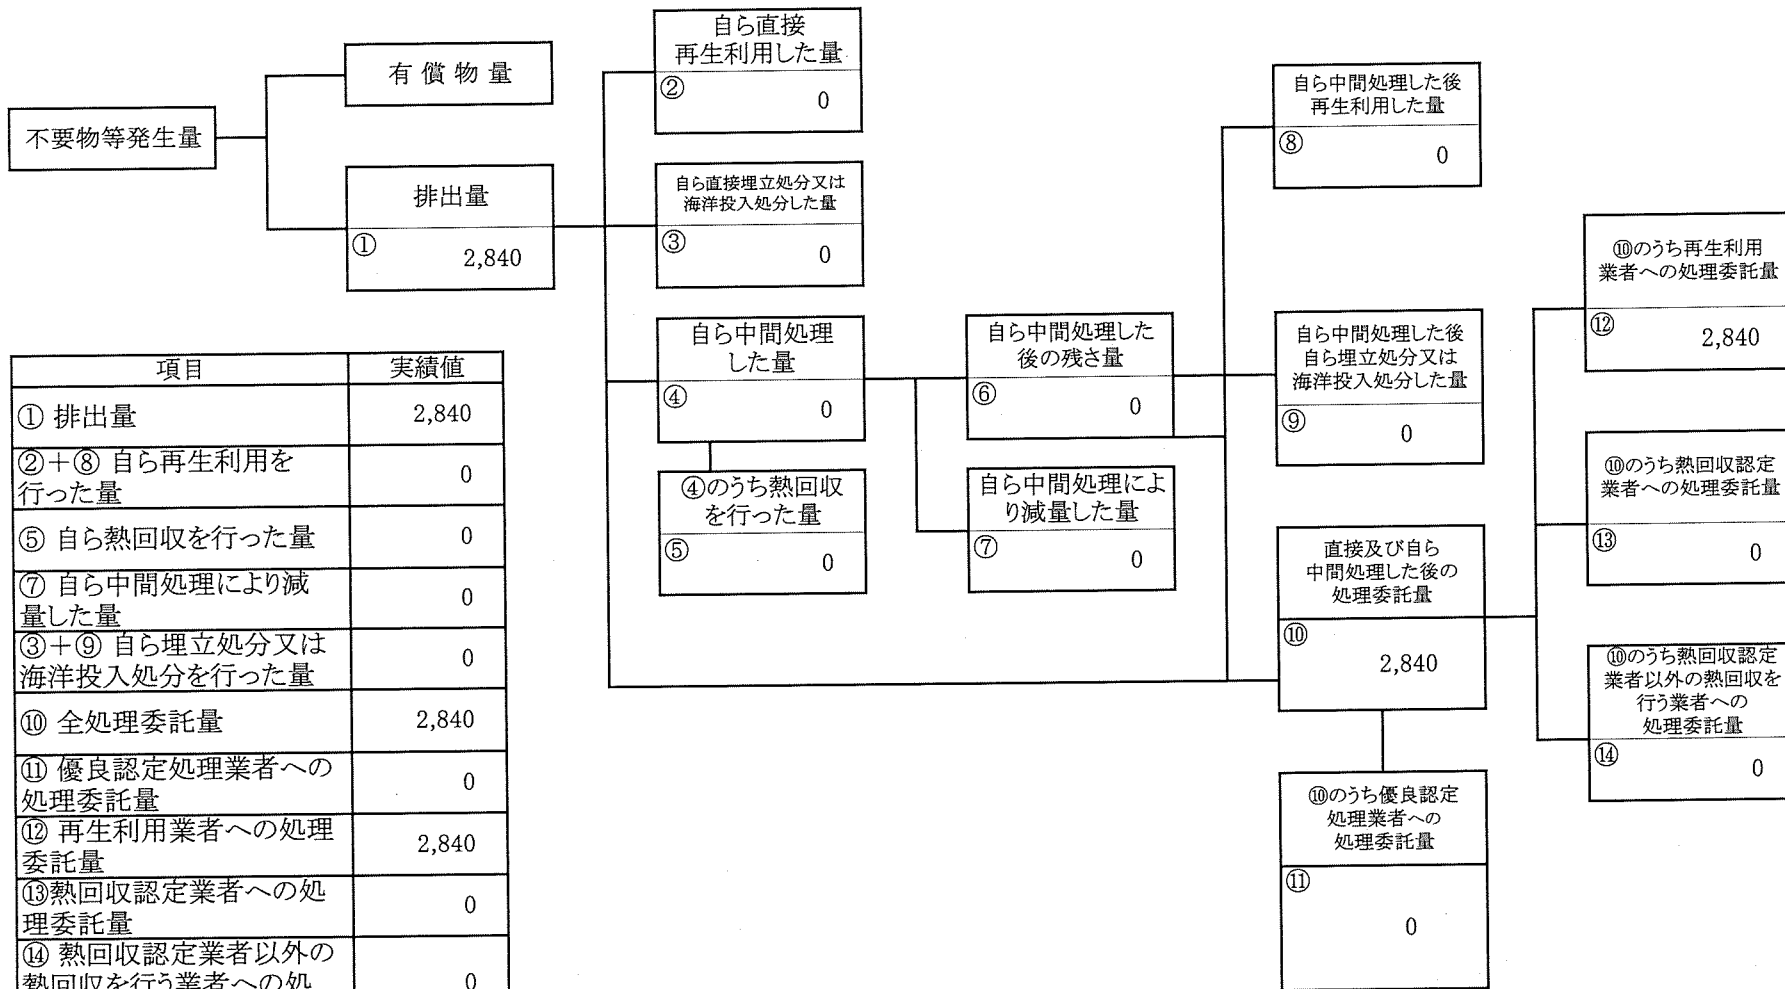 不要物等発生量
有償物量
排出量
①
2,840
自ら直接
再生利用した量
②
0
自ら直接埋立処分又は
海洋投入処分した量
③
0
自ら中間処理
した量
④
0
④のうち熱回収
を行った量
⑤
0
自ら中間処理した
後の残さ量
⑥
0
自ら中間処理によ
り減量した量
⑦
0
自ら中間処理した後
再生利用した量
⑧
0
自ら中間処理した後
自ら埋立処分又は
海洋投入処分した量
⑨
0
直接及び自ら
中間処理した後の
処理委託量
⑩
2,840
⑩のうち優良認定
処理業者への
処理委託量
⑪
0
⑩のうち再生利用
業者への処理委託量
⑫
2,840
⑩のうち熱回収認定
業者への処理委託量
⑬
0
⑩のうち熱回収認定
業者以外の熱回収を
行う業者への
処理委託量
⑭
0
項目 実績値
① 排出量 2,840
②+⑧ 自ら再生利用を
行った量 0
⑤ 自ら熱回収を行った量 0
⑦ 自ら中間処理により減
量した量 0
③+⑨ 自ら埋立処分又は
海洋投入処分を行った量 0
⑩ 全処理委託量 2,840
⑪ 優良認定処理業者への
処理委託量 0
⑫ 再生利用業者への処理
委託量 2,840
⑬熱回収認定業者への処
理委託量 0
⑭ 熱回収認定業者以外の
熱回収を行う業者への処 0